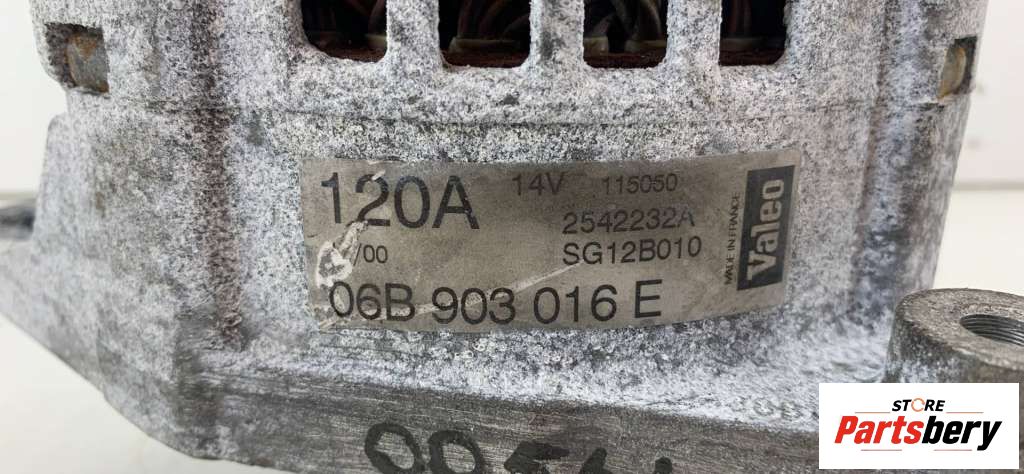 120A 14V 115050
2542232A
/00 SG12B010
06B 903 016 E
MADE IN FRANCE
Valeo
STORE
Partsbery